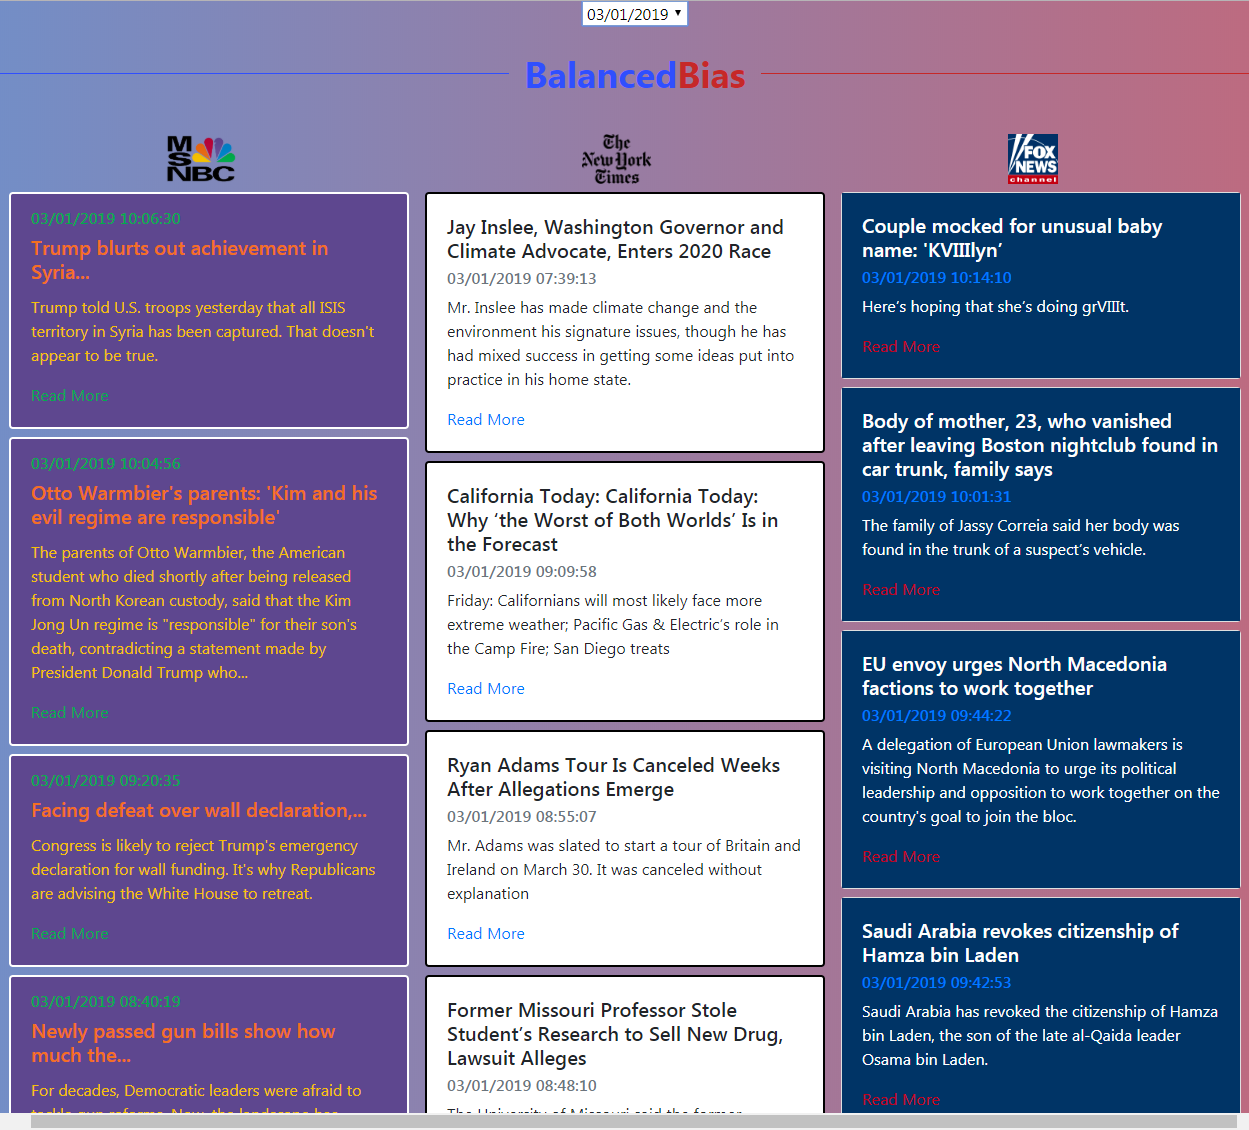 03/01/2019
BalancedBias
MSNBC
03/01/2019 10:06:30
Trump blurts out achievement in
Syria...
Trump told U.S. troops yesterday that all ISIS
territory in Syria has been captured. That doesn't
appear to be true.
Read More
03/01/2019 10:04:56
Otto Warmbier's parents: 'Kim and his
evil regime are responsible'
The parents of Otto Warmbier, the American
student who died shortly after being released
from North Korean custody, said that the Kim
Jong Un regime is "responsible" for their son's
death, contradicting a statement made by
President Donald Trump who...
Read More
03/01/2019 09:20:35
Facing defeat over wall declaration,...
Congress is likely to reject Trump's emergency
declaration for wall funding. It's why Republicans
are advising the White House to retreat.
Read More
03/01/2019 08:40:19
Newly passed gun bills show how
much the...
For decades, Democratic leaders were afraid to
tackle gun reforms. Now, the landscape has
The
New York
Times
Jay Inslee, Washington Governor and
Climate Advocate, Enters 2020 Race
03/01/2019 07:39:13
Mr. Inslee has made climate change and the
environment his signature issues, though he has
had mixed success in getting some ideas put into
practice in his home state.
Read More
California Today: California Today:
Why ‘the Worst of Both Worlds’ Is in
the Forecast
03/01/2019 09:09:58
Friday: Californians will most likely face more
extreme weather; Pacific Gas & Electric’s role in
the Camp Fire; San Diego treats
Read More
Ryan Adams Tour Is Canceled Weeks
After Allegations Emerge
03/01/2019 08:55:07
Mr. Adams was slated to start a tour of Britain and
Ireland on March 30. It was canceled without
explanation
Read More
Former Missouri Professor Stole
Student’s Research to Sell New Drug,
Lawsuit Alleges
03/01/2019 08:48:10
The University of Missouri said the former
FOX
NEWS
channel
Couple mocked for unusual baby
name: 'KVIIIlyn’
03/01/2019 10:14:10
Here’s hoping that she’s doing grVIIIt.
Read More
Body of mother, 23, who vanished
after leaving Boston nightclub found in
car trunk, family says
03/01/2019 10:01:31
The family of Jassy Correia said her body was
found in the trunk of a suspect’s vehicle.
Read More
EU envoy urges North Macedonia
factions to work together
03/01/2019 09:44:22
A delegation of European Union lawmakers is
visiting North Macedonia to urge its political
leadership and opposition to work together on the
country's goal to join the bloc.
Read More
Saudi Arabia revokes citizenship of
Hamza bin Laden
03/01/2019 09:42:53
Saudi Arabia has revoked the citizenship of Hamza
bin Laden, the son of the late al-Qaida leader
Osama bin Laden.
Read More